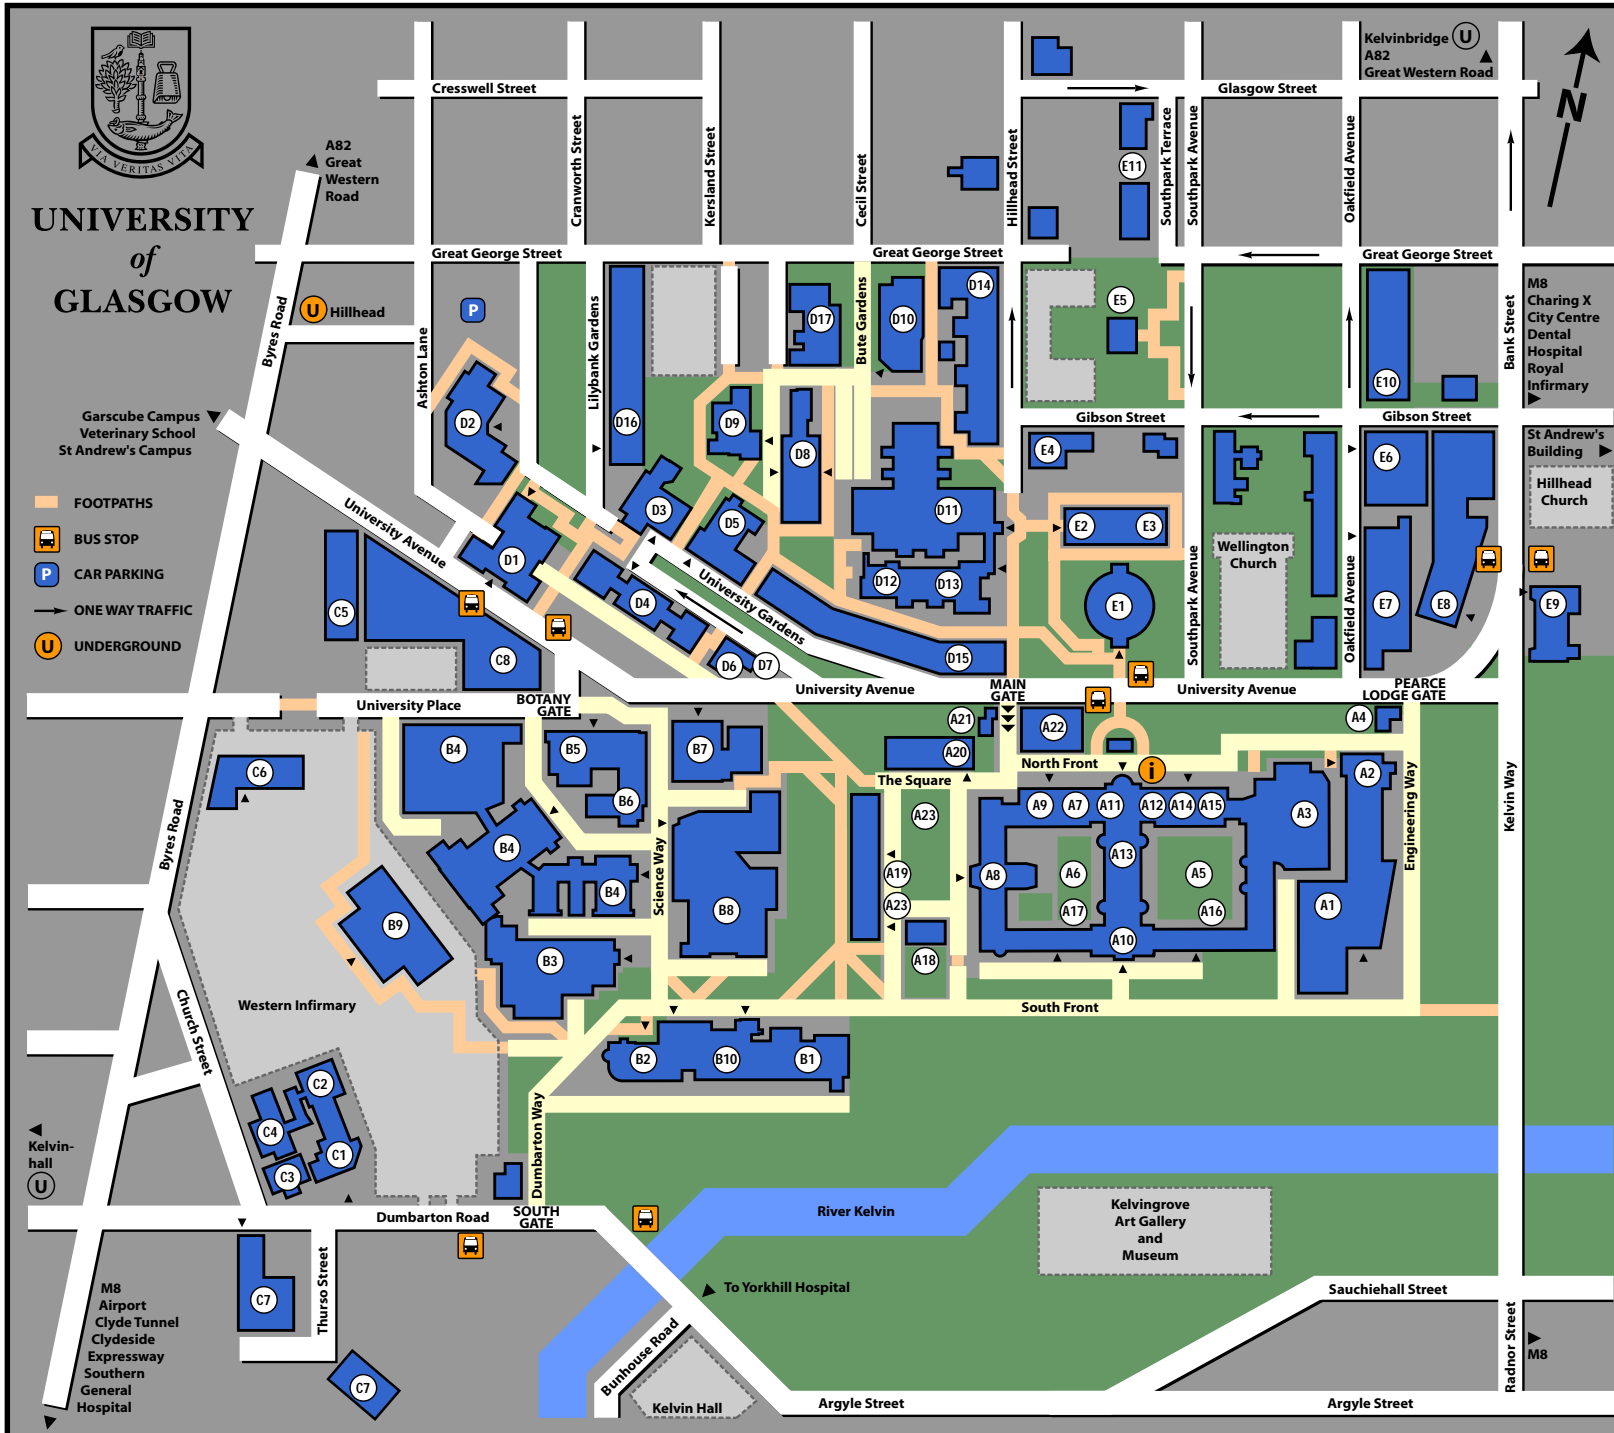 VIA VERITAS VITA
UNIVERSITY
of
GLASGOW
A82
Great
Western
Road
Cresswell Street
Cranworth Street
Kersland Street
Cecil Street
Hillhead Street
Glasgow Street
Southpark Terrace
Southpark Avenue
Oakfield Avenue
Kelvinbridge U
A82
Great Western Road
N
E11
Great George Street
Great George Street
Great George Street
Byres Road
U Hillhead
P
Ashton Lane
Lilybank Gardens
Bute Gardens
D17
D10
D14
E5
E10
Bank Street
M8
Charing X
City Centre
Dental
Hospital
Royal
Infirmary
Gibson Street
Gibson Street
Garscube Campus
Veterinary School
St Andrew's Campus
D2
D16
D9
D8
E4
E6
St Andrew's
Building
Hillhead
Church
FOOTPATHS
BUS STOP
P CAR PARKING
ONE WAY TRAFFIC
U UNDERGROUND
University Avenue
D3
D5
D11
E2
E3
D1
D12
D13
D4
University Gardens
E1
Southpark Avenue
Wellington
Church
Oakfield Avenue
E7
E8
E9
C5
C8
D6
D7
D15
University Avenue
MAIN
GATE
University Avenue
PEARCE
LODGE GATE
University Place
BOTANY
GATE
A21
A22
A4
A20
B4
B5
B7
C6
B6
North Front
The Square
i
A2
A9
A7
A11
A12
A14
A15
A3
A23
Engineering Way
Kelvin Way
Byres Road
B4
B4
Science Way
B8
A19
A23
A8
A6
A13
A5
A17
A16
A1
A10
B9
B3
A18
Western Infirmary
South Front
Church Street
B2
B10
B1
C2
C4
C1
C3
Dumbarton Way
Kelvin-
hall
U
Dumbarton Road
SOUTH
GATE
River Kelvin
Kelvingrove
Art Gallery
and
Museum
C7
Thurso Street
C7
To Yorkhill Hospital
Sauchiehall Street
M8
Airport
Clyde Tunnel
Clydeside
Expressway
Southern
General
Hospital
Bunhouse Road
Kelvin Hall
Argyle Street
Argyle Street
Radnor Street
M8